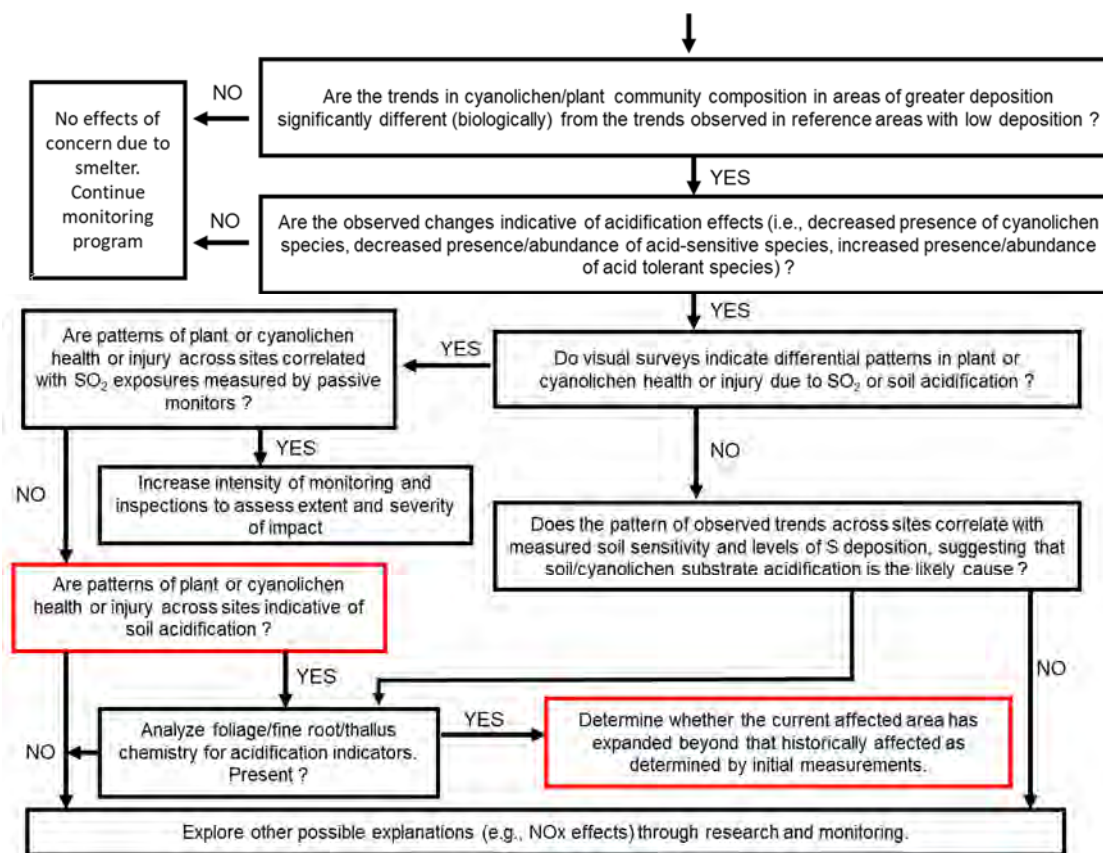 Are the trends in cyanolichen/plant community composition in areas of greater deposition
significantly different (biologically) from the trends observed in reference areas with low deposition ?
NO
No effects of
concern due to
smelter.
Continue
monitoring
program
YES
NO
Are the observed changes indicative of acidification effects (i.e., decreased presence of cyanolichen
species, decreased presence/abundance of acid-sensitive species, increased presence/abundance
of acid tolerant species) ?
YES
Do visual surveys indicate differential patterns in plant or
cyanolichen health or injury due to SO₂ or soil acidification ?
YES
Are patterns of plant or cyanolichen
health or injury across sites correlated
with SO₂ exposures measured by passive
monitors ?
YES
Increase intensity of monitoring and
inspections to assess extent and severity
of impact
NO
NO
Does the pattern of observed trends across sites correlate with
measured soil sensitivity and levels of S deposition, suggesting that
soil/cyanolichen substrate acidification is the likely cause ?
Are patterns of plant or cyanolichen
health or injury across sites indicative of
soil acidification ?
YES
NO
Analyze foliage/fine root/thallus
chemistry for acidification indicators.
Present ?
YES
NO
Determine whether the current affected area has
expanded beyond that historically affected as
determined by initial measurements.
Explore other possible explanations (e.g., NOx effects) through research and monitoring.